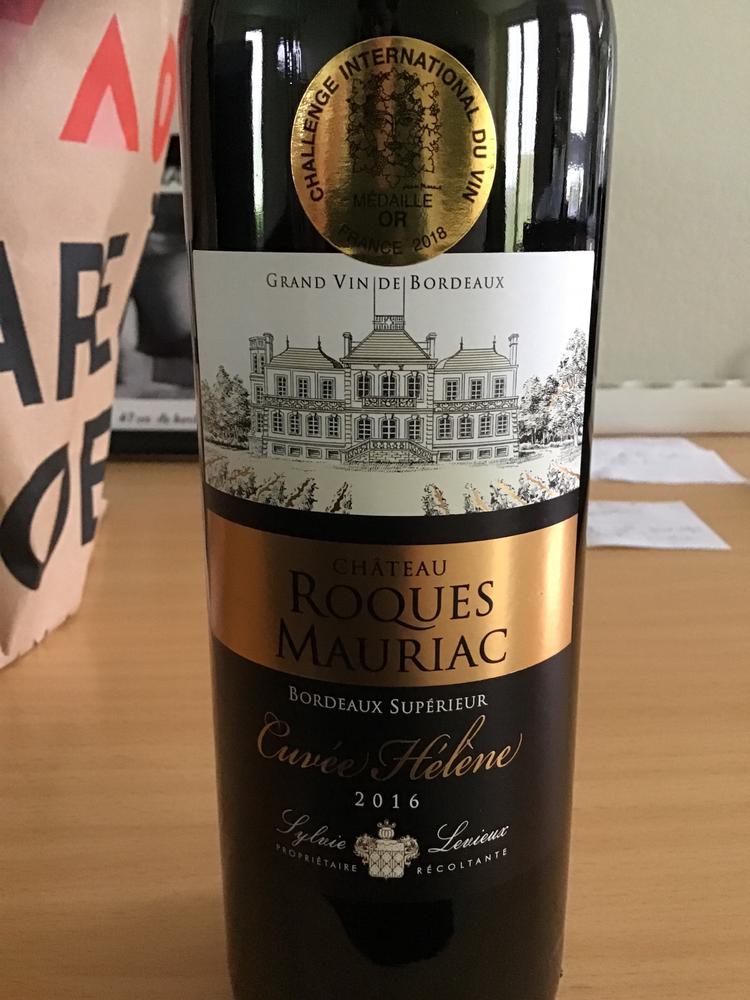 CHALLENGE INTERNATIONAL DU VIN
MÉDAILLE
OR
FRANCE 2018
GRAND VIN DE BORDEAUX
CHÂTEAU
ROQUES
MAURIAC
BORDEAUX SUPÉRIEUR
Cuvée Hélène
2016
Sylvie Levieux
PROPRIÉTAIRE RÉCOLTANTE